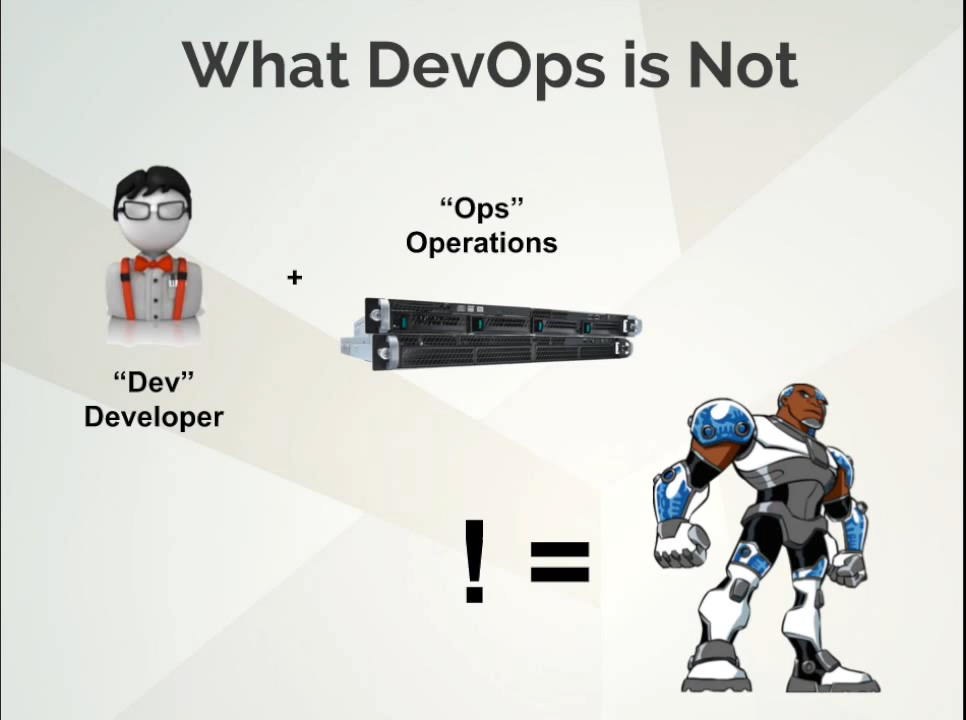 What DevOps is Not
“Ops”
Operations
+
“Dev”
Developer
! =